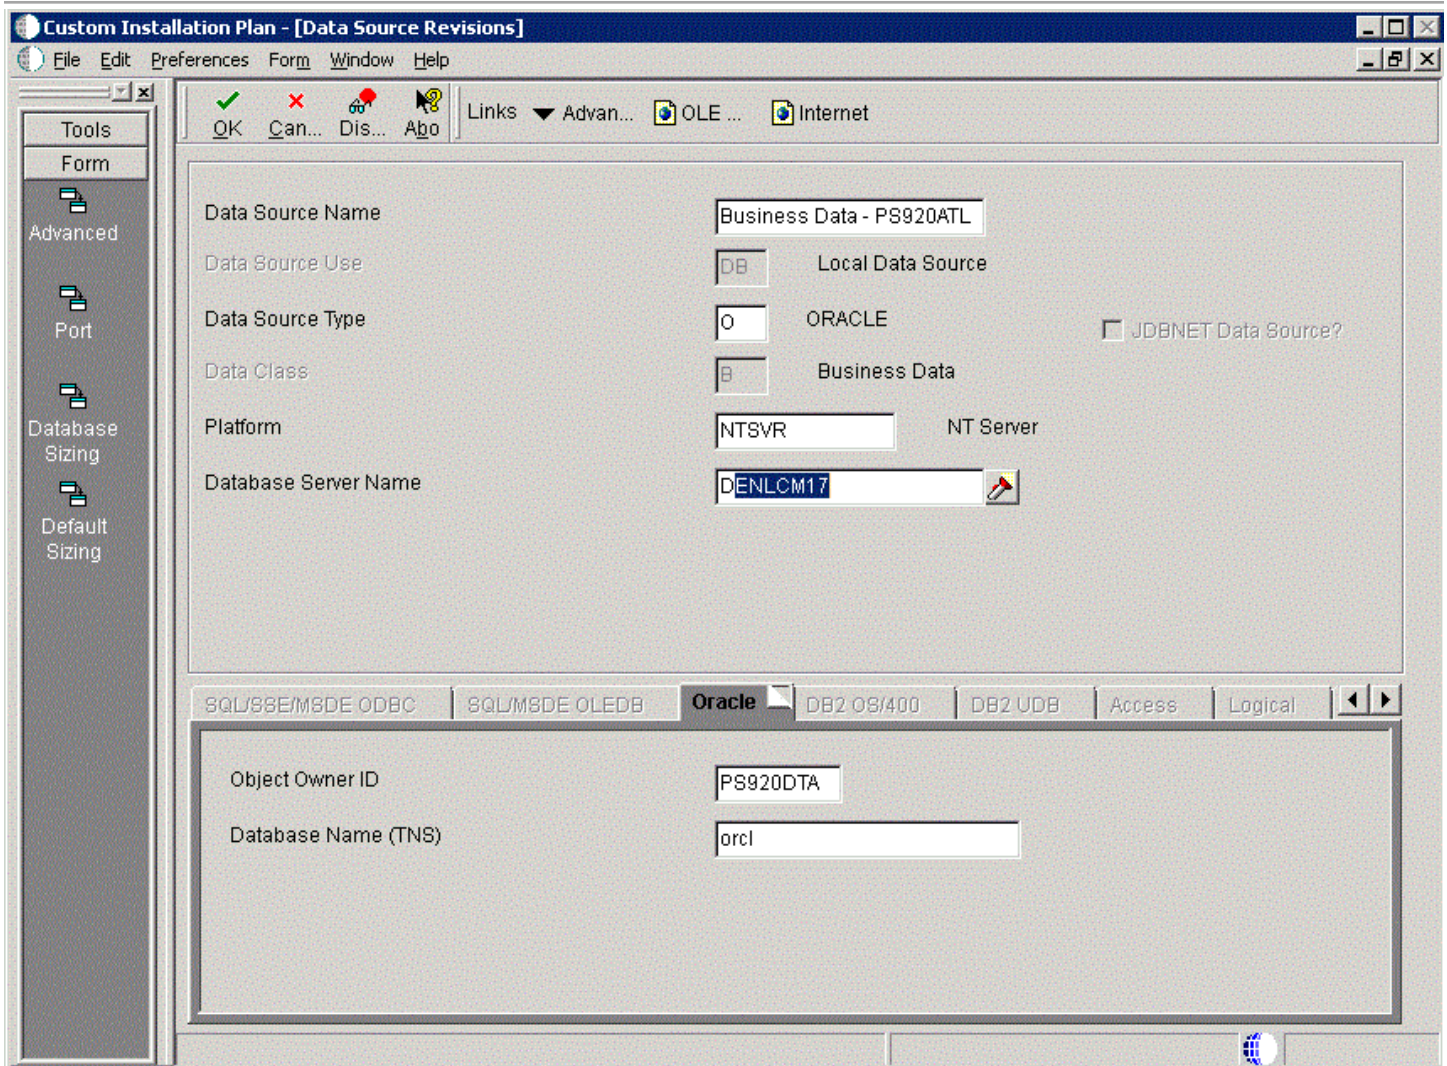 Custom Installation Plan - [Data Source Revisions]
File Edit Preferences Form Window Help
OK Can... Dis... Abo Links Advan... OLE ... Internet
Tools
Form
Advanced
Port
Database
Sizing
Default
Sizing
Data Source Name Business Data - PS920ATL
Data Source Use DB Local Data Source
Data Source Type O ORACLE JDBNET Data Source?
Data Class B Business Data
Platform NTSVR NT Server
Database Server Name DENLCM17
SQL/SSE/MSDE ODBC SQL/MSDE OLEDB Oracle DB2 OS/400 DB2 UDB Access Logical
Object Owner ID PS920DTA
Database Name (TNS) orcl